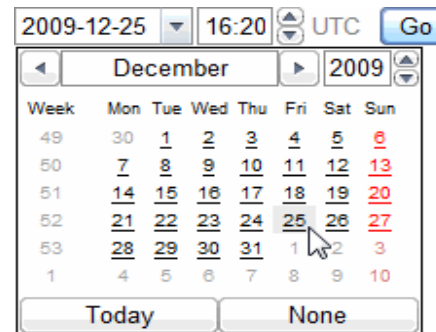 2009-12-25 16:20 UTC Go
December 2009
Week Mon Tue Wed Thu Fri Sat Sun
49 30 1 2 3 4 5 6
50 7 8 9 10 11 12 13
51 14 15 16 17 18 19 20
52 21 22 23 24 25 26 27
53 28 29 30 31 1 2 3
1 4 5 6 7 8 9 10
Today None